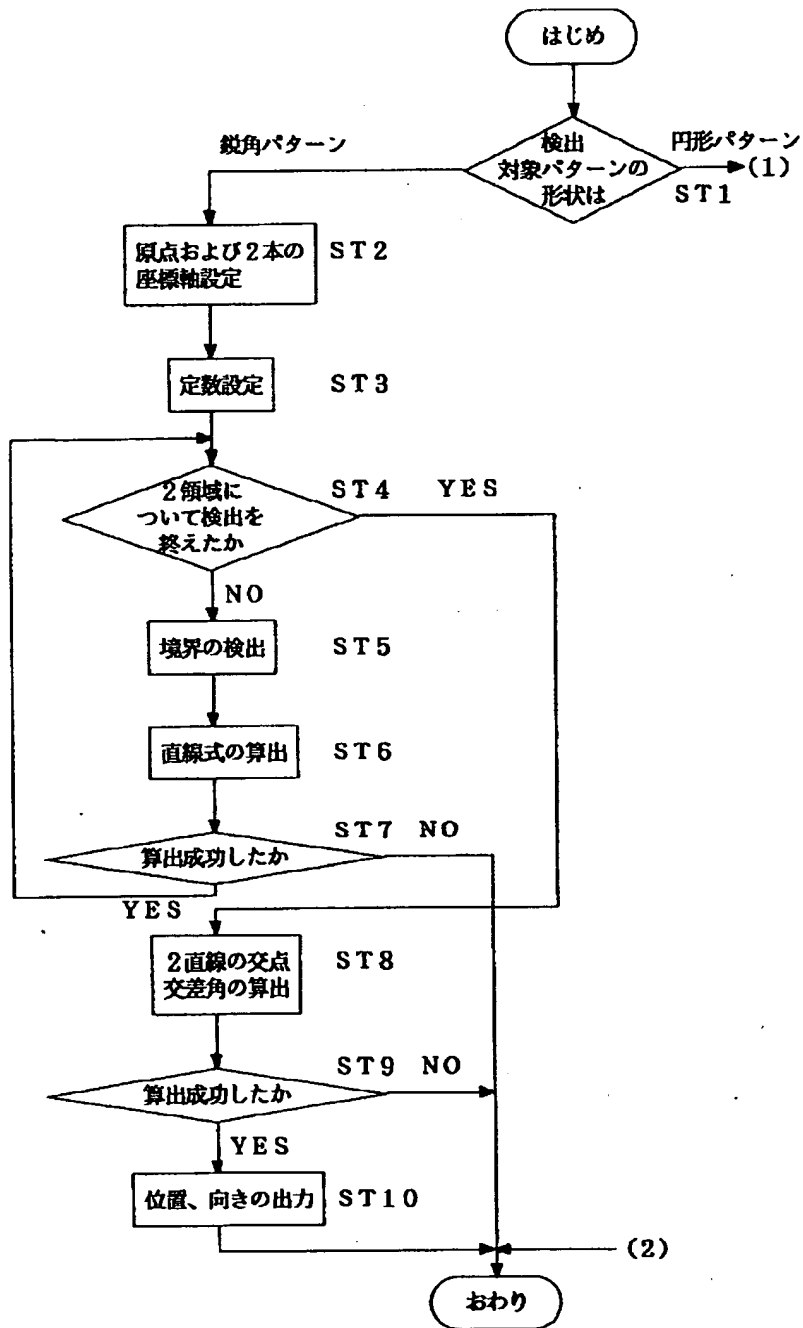 はじめ
鋭角パターン
検出
対象パターンの
形状は
円形パターン
(1)
ST1
原点および2本の
座標軸設定
ST2
定数設定
ST3
2領域に
ついて検出を
終えたか
ST4 YES
NO
境界の検出
ST5
直線式の算出
ST6
ST7 NO
算出成功したか
YES
2直線の交点
交差角の算出
ST8
ST9 NO
算出成功したか
YES
位置、向きの出力
ST10
(2)
おわり